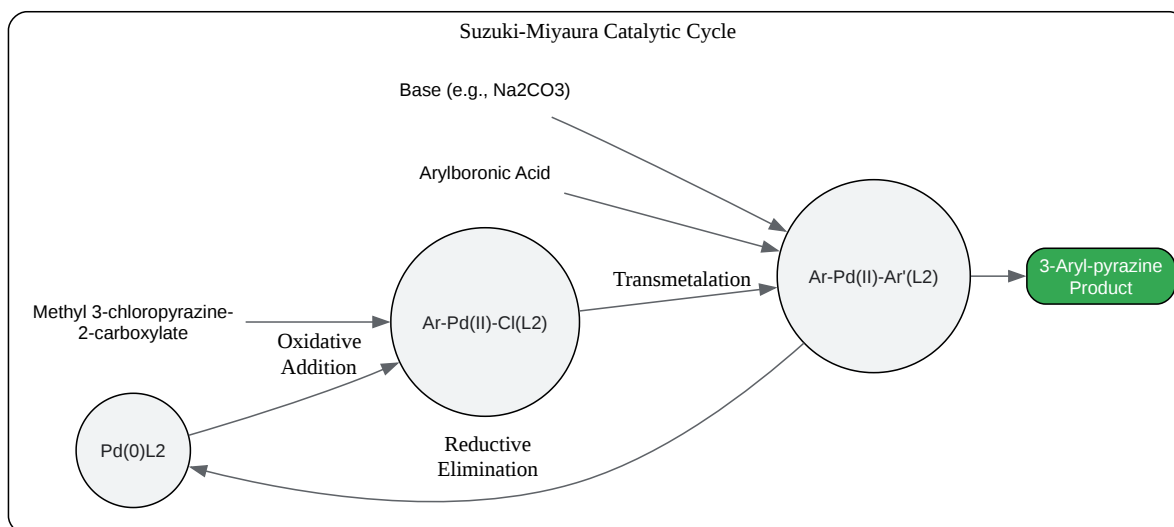 Suzuki-Miyaura Catalytic Cycle
Base (e.g., Na2CO3)
Arylboronic Acid
Ar-Pd(II)-Ar'(L2)
3-Aryl-pyrazine
Product
Transmetalation
Methyl 3-chloropyrazine-
2-carboxylate
Ar-Pd(II)-Cl(L2)
Oxidative
Addition
Pd(0)L2
Reductive
Elimination